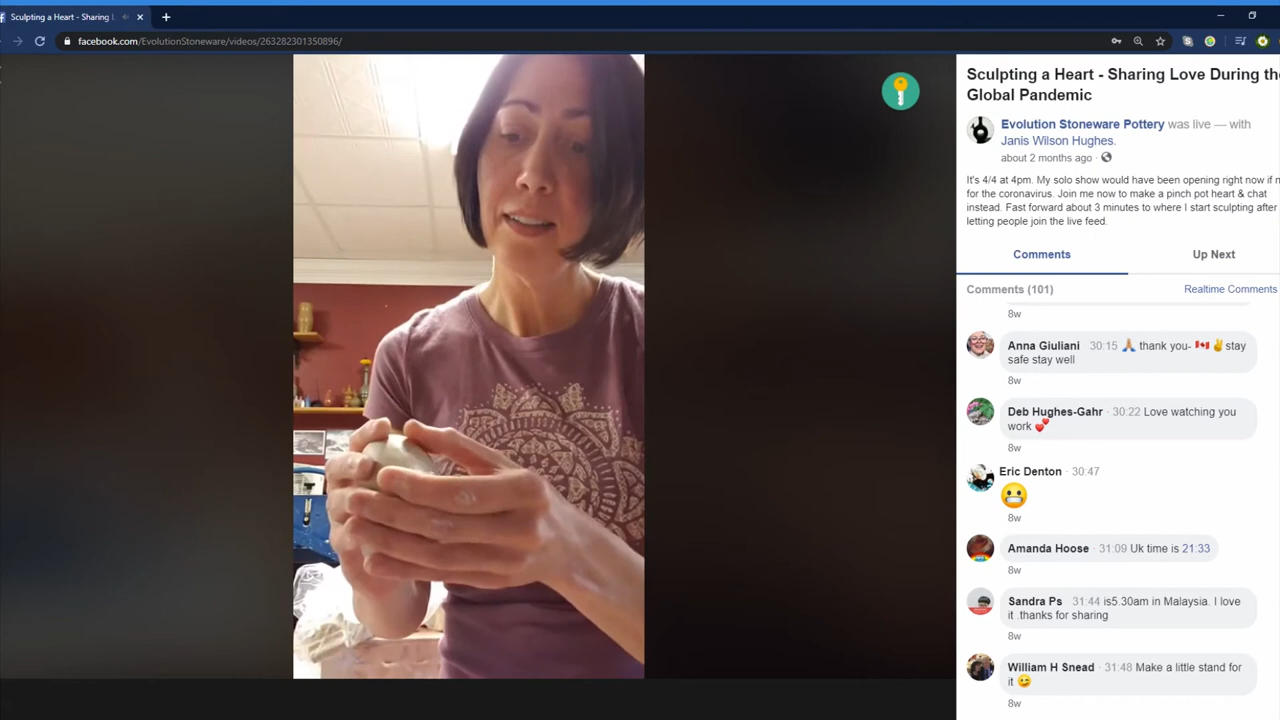 Sculpting a Heart - Sharing L
facebook.com/EvolutionStoneware/videos/263282301350896/
Sculpting a Heart - Sharing Love During the
Global Pandemic
Evolution Stoneware Pottery was live — with
Janis Wilson Hughes.
about 2 months ago
It's 4/4 at 4pm. My solo show would have been opening right now if n
for the coronavirus. Join me now to make a pinch pot heart & chat
instead. Fast forward about 3 minutes to where I start sculpting after
letting people join the live feed.
Comments
Up Next
Comments (101)
Realtime Comments
8w
Anna Giuliani 30:15 🙏 thank you- 🇨🇦 ✌ stay
safe stay well
8w
Deb Hughes-Gahr · 30:22 Love watching you
work 💕
8w
Eric Denton · 30:47
😬
8w
Amanda Hoose · 31:09 Uk time is 21:33
8w
Sandra Ps 31:44 is5.30am in Malaysia. I love
it .thanks for sharing
8w
William H Snead · 31:48 Make a little stand for
it 😉
8w